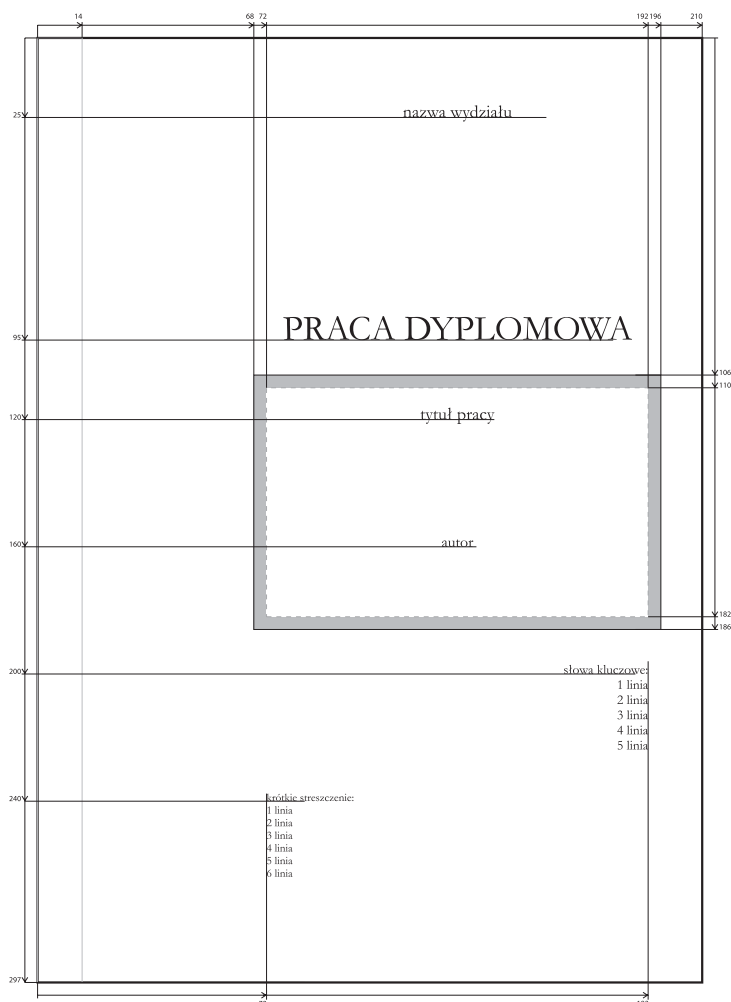 14 68 72 192 196 210
25
nazwa wydziału
PRACA DYPLOMOWA
95
106
110
tytuł pracy
120
autor
160
182
186
200
słowa kluczowe:
1 linia
2 linia
3 linia
4 linia
5 linia
240
krótkie streszczenie:
1 linia
2 linia
3 linia
4 linia
5 linia
6 linia
297